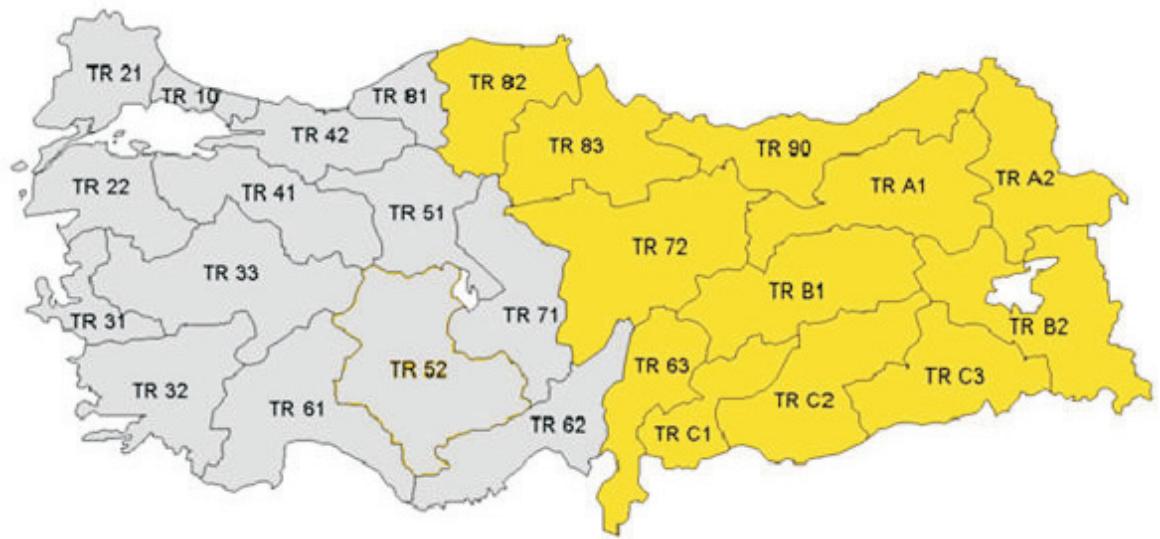 TR 21
TR 10
TR 81
TR 82
TR 42
TR 83
TR 90
TR 22
TR 41
TR 51
TR A1
TR A2
TR 33
TR 72
TR 31
TR 71
TR B1
TR B2
TR 32
TR 61
TR 52
TR 62
TR 63
TR C1
TR C2
TR C3